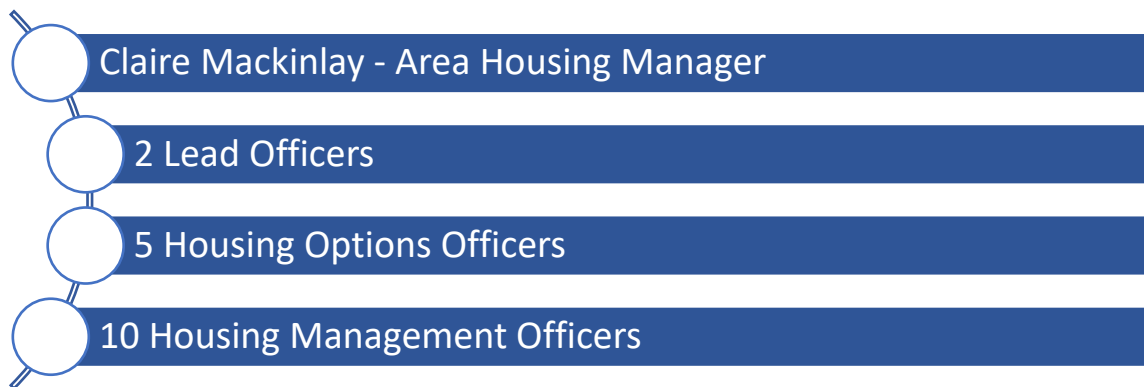 Claire Mackinlay - Area Housing Manager
2 Lead Officers
5 Housing Options Officers
10 Housing Management Officers